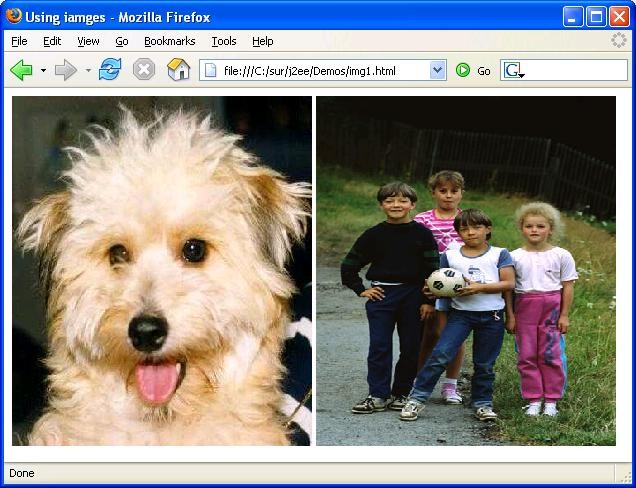 Using iamges - Mozilla Firefox
File Edit View Go Bookmarks Tools Help
file:///C:/sur/j2ee/Demos/img1.html Go G
Done